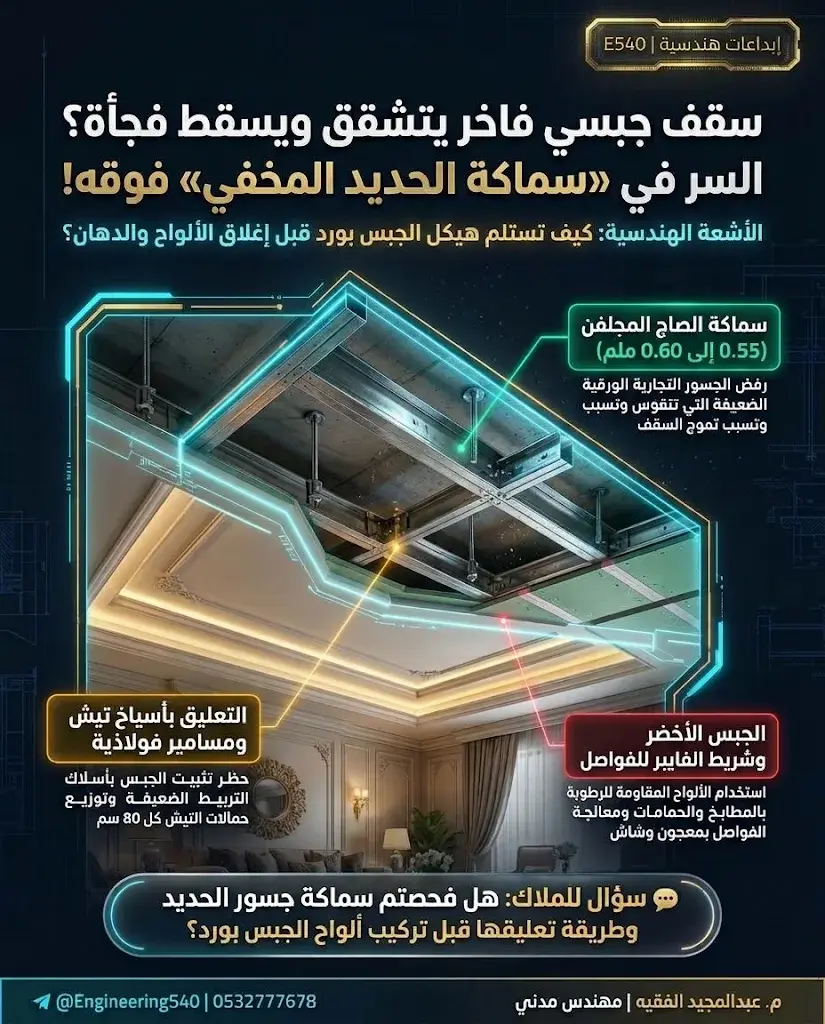 إبداعات هندسية | E540
سقف جبسي فاخر يتشقق ويسقط فجأة؟
السر في «سماكة الحديد المخفي» فوقه!
الأشعة الهندسية: كيف تستلم هيكل الجبس بورد قبل إغلاق الألواح والدهان؟
سماكة الصاج المجلفن
(0.55 إلى 0.60 ملم)
رفض الجسور التجارية الورقية
الضعيفة التي تتقوس وتسبب
وتسبب تموج السقف
التعليق بأسياخ تيش
ومسامير فولاذية
حظر تثبيت الجبس بأسلاك
التربيط الضعيفة وتوزيع
حمالات التيش كل 80 سم
الجبس الأخضر
وشريط الفايبر للفواصل
استخدام الألواح المقاومة للرطوبة
بالمطابخ والحمامات ومعالجة
الفواصل بمعجون وشاش
سؤال للملاك: هل فحصتم سماكة جسور الحديد
وطريقة تعليقها قبل تركيب ألواح الجبس بورد؟
م. عبدالمجيد الفقيه | مهندس مدني
@Engineering540 | 0532777678